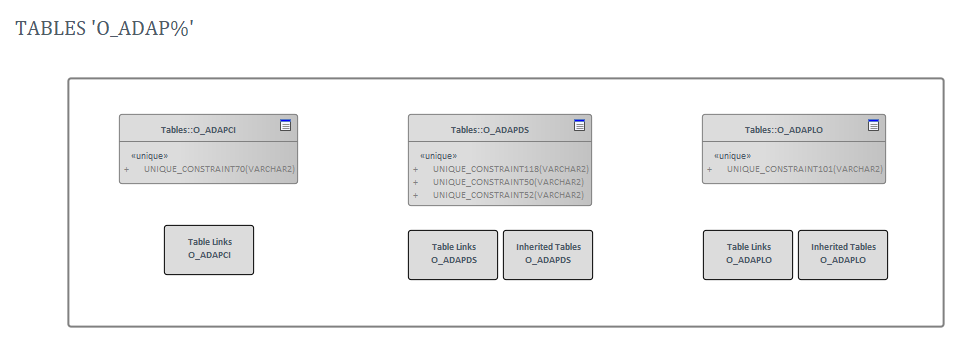 TABLES 'O_ADAP%'
Tables::O_ADAPCI
«unique»
+ UNIQUE_CONSTRAINT70(VARCHAR2)
Table Links
O_ADAPCI
Tables::O_ADAPDS
«unique»
+ UNIQUE_CONSTRAINT118(VARCHAR2)
+ UNIQUE_CONSTRAINT50(VARCHAR2)
+ UNIQUE_CONSTRAINT52(VARCHAR2)
Table Links
O_ADAPDS
Inherited Tables
O_ADAPDS
Tables::O_ADAPLO
«unique»
+ UNIQUE_CONSTRAINT101(VARCHAR2)
Table Links
O_ADAPLO
Inherited Tables
O_ADAPLO